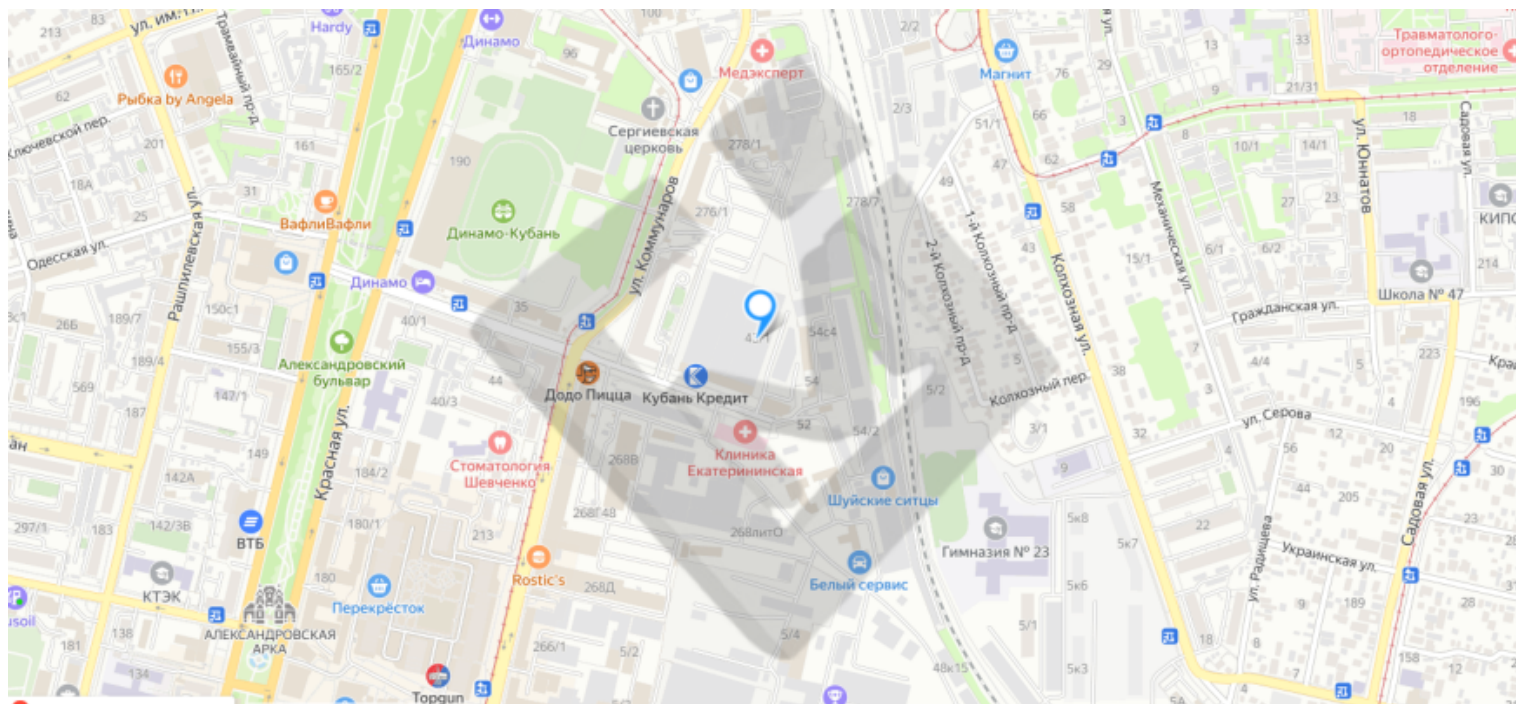 213
ул. им.
Hardy
Динамо
100
2/2
ул.
13
33
Травматолого-
ортопедическое
отделение
Трамвайный пр-д
165/2
96
Медэксперт
Магнит
76
29
62
Рыбка by Angela
9
21/31
2/3
66
Ключевской пер.
201
161
Сергиевская
церковь
278/1
51/1
3
8
18
Садовая ул.
190
47
62
10/1
14/1
ул. Юннатов
18А
31
ул. Коммунаров
49
27
23
25
ВафлиВафли
276/1
278/7
58
КИПС
Одесская ул.
Динамо-Кубань
1-й Колхозный пр-д
2-й Колхозный пр-д
43
Механическая ул.
6/1
6/2
Рашпилевская ул.
15/1
214
Динамо
Колхозная ул.
Школа № 47
150с1
35
Гражданская ул.
26Б
189/7
40/1
54с4
155/3
5
223
189/4
Александровский
бульвар
44
4/4
569
38
3
147/1
40/3
Додо Пицца
Кубань Кредит
54
5/2
Колхозный пер.
196
187
52
ул. Серова
20
54/2
3/1
32
56
12
149
Клиника
Екатерининская
268В
9
30
142А
184/2
Стоматология
Шевченко
Шуйские ситцы
44
205
Красная ул.
Садовая ул.
297/1
183
142/3В
180/1
213
268Г48
268литО
5к8
22
23
ВТБ
Гимназия № 23
5к7
Украинская ул.
КТЭК
180
Rostic's
268Д
Белый сервис
5к6
ул. Радищева
Перекрёсток
9
189
28
usoil
138
АЛЕКСАНДРОВСКАЯ
АРКА
5/4
5/1
181
266/1
5/2
18
8
7
158
12
134
Topgun
48к15
5к3
4
4